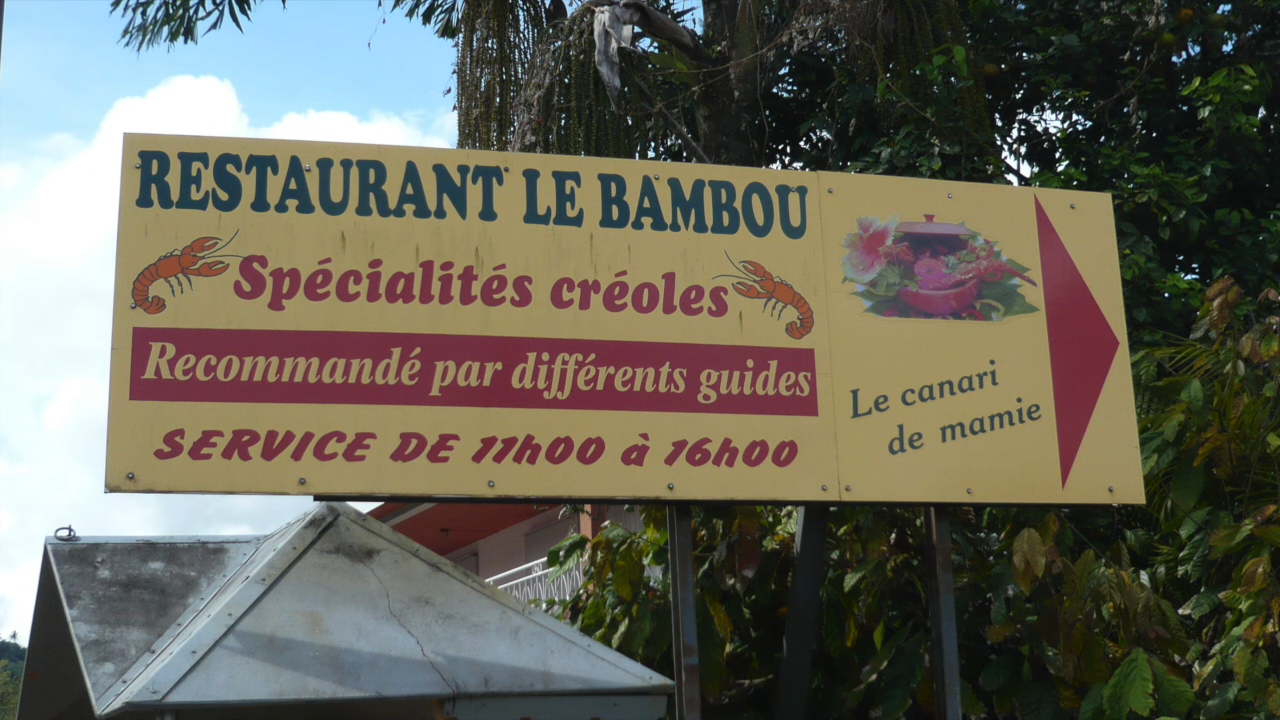 RESTAURANT LE BAMBOU
Spécialités créoles
Recommandé par différents guides
SERVICE DE 11h00 à 16h00
Le canari
de mamie